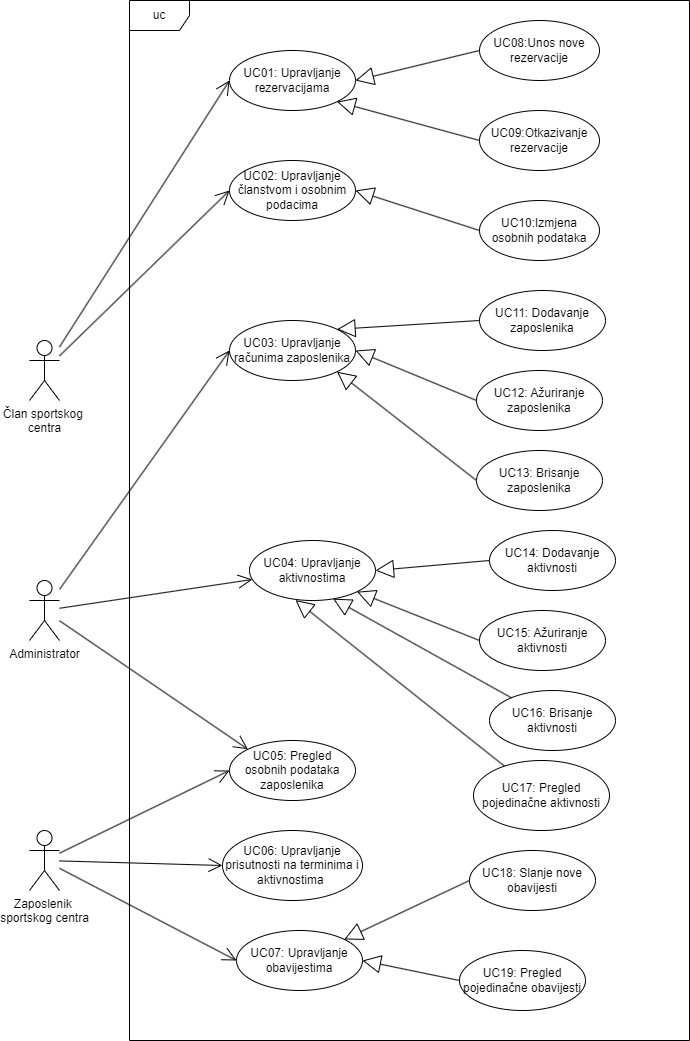 uc
UC01: Upravljanje
rezervacijama
UC08:Unos nove
rezervacije
UC09:Otkazivanje
rezervacije
UC02: Upravljanje
članstvom i osobnim
podacima
UC10:Izmjena
osobnih podataka
UC03: Upravljanje
računima zaposlenika
UC11: Dodavanje
zaposlenika
UC12: Ažuriranje
zaposlenika
UC13: Brisanje
zaposlenika
Član sportskog
centra
UC04: Upravljanje
aktivnostima
UC14: Dodavanje
aktivnosti
UC15: Ažuriranje
aktivnosti
UC16: Brisanje
aktivnosti
UC17: Pregled
pojedinačne aktivnosti
Administrator
UC05: Pregled
osobnih podataka
zaposlenika
UC06: Upravljanje
prisutnosti na terminima i
aktivnostima
Zaposlenik
sportskog centra
UC07: Upravljanje
obavijestima
UC18: Slanje nove
obavijesti
UC19: Pregled
pojedinačne obavijesti